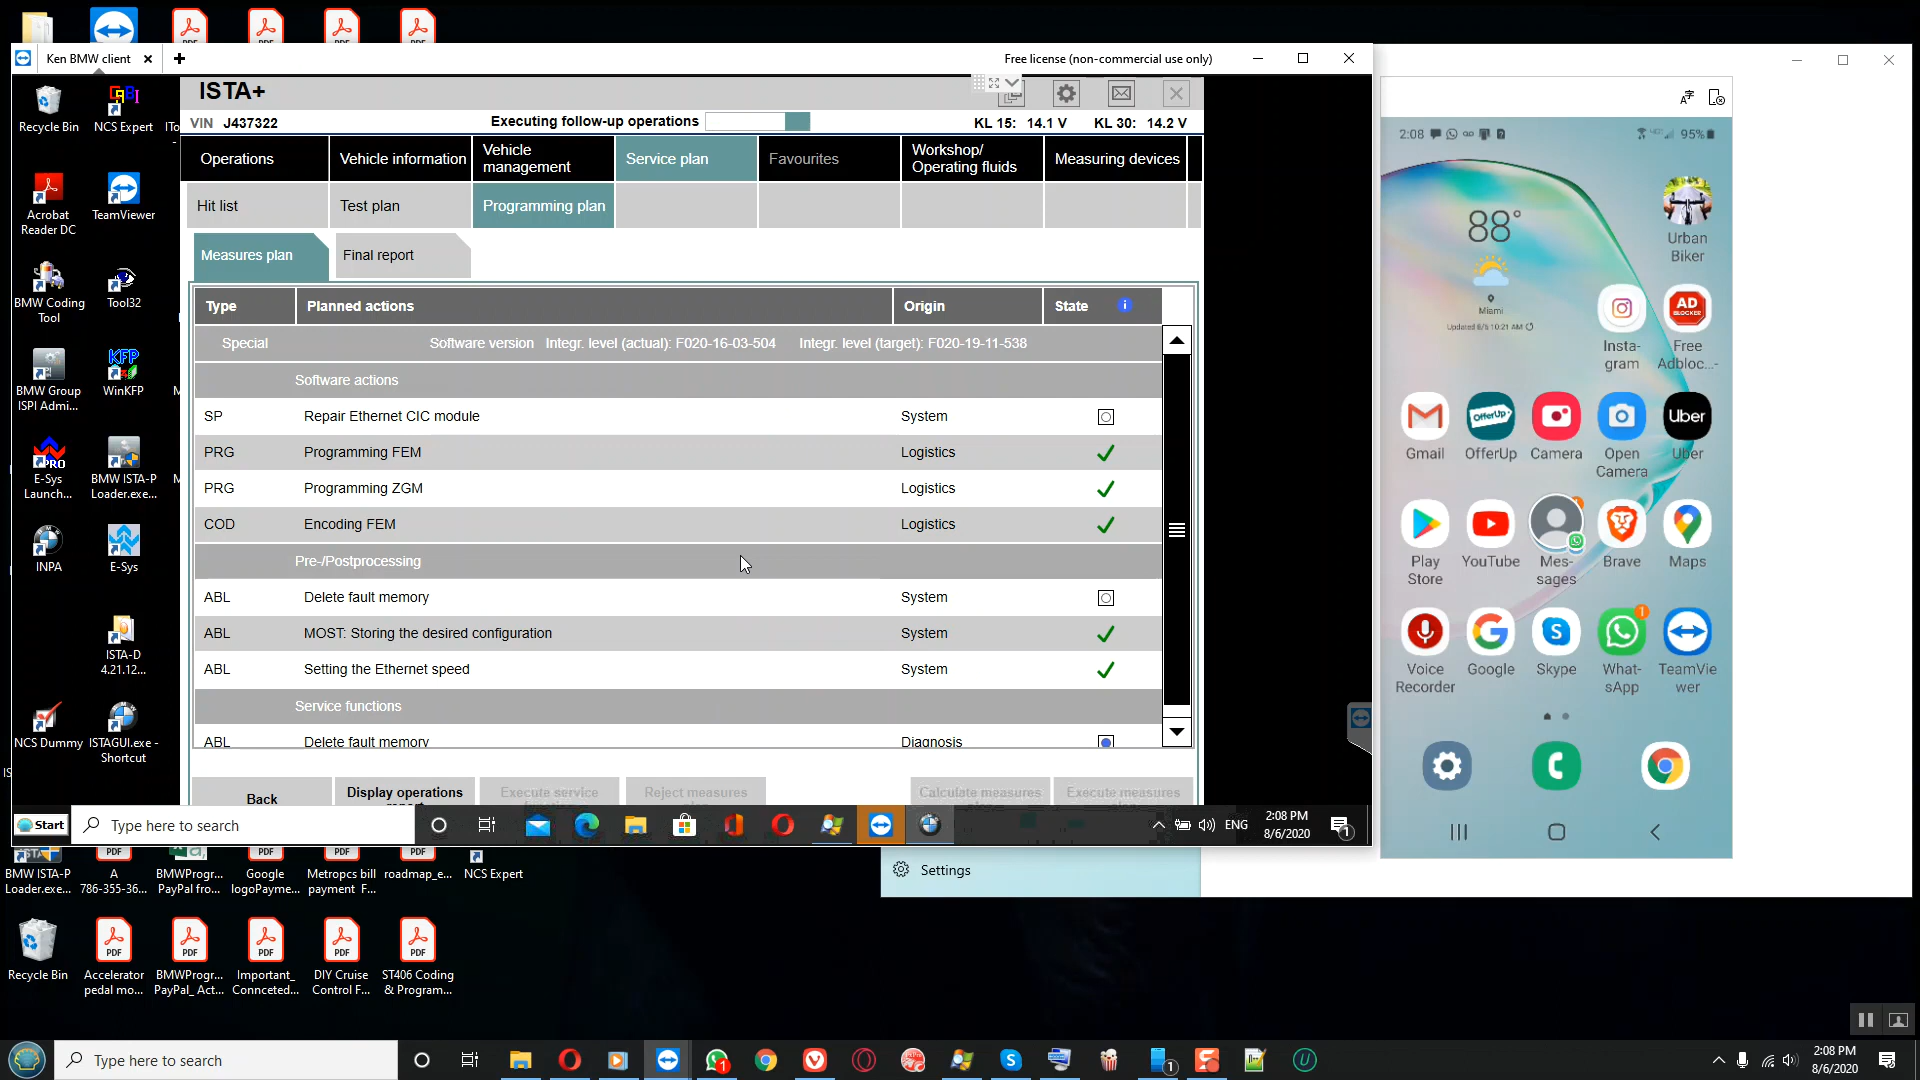 Ken BMW client
Free license (non-commercial use only)
ISTA+
VIN J437322
Executing follow-up operations
KL 15: 14.1 V
KL 30: 14.2 V
Operations
Vehicle information
Vehicle management
Service plan
Favourites
Workshop/ Operating fluids
Measuring devices
Hit list
Test plan
Programming plan
Measures plan
Final report
Type
Planned actions
Origin
State
Special
Software version
Integr. level (actual): F020-16-03-504
Integr. level (target): F020-19-11-538
Software actions
SP Repair Ethernet CIC module System
PRG Programming FEM Logistics
PRG Programming ZGM Logistics
COD Encoding FEM Logistics
Pre-/Postprocessing
ABL Delete fault memory System
ABL MOST: Storing the desired configuration System
ABL Setting the Ethernet speed System
Service functions
ABL Delete fault memory Diagnosis
Back
Display operations
Execute service
Reject measures
Calculate measures
Execute measures
Recycle Bin
NCS Expert
Acrobat Reader DC
TeamViewer
BMW Coding Tool
Tool32
BMW Group ISPI Admi...
WinKFP
E-Sys Launch...
BMW ISTA-P Loader.exe...
INPA
E-Sys
ISTA-D 4.21.12...
NCS Dummy
ISTAGUI.exe - Shortcut
Start
Type here to search
ENG
2:08 PM
8/6/2020
Settings
2:08
95%
88°
Miami
Updated 8/6 10:21 AM
Urban Biker
Insta-gram
AD BLOCKER
Free Adbloc...
Gmail
OfferUp
Camera
Open Camera
Uber
Play Store
YouTube
Mes-sages
Brave
Maps
Voice Recorder
Google
Skype
What-sApp
TeamVie wer
BMW ISTA-P Loader.exe...
A 786-355-36...
BMWProgr... PayPal fro...
Google logoPayme...
Metropcs bill payment F...
roadmap_e...
NCS Expert
Recycle Bin
Accelerator pedal mo...
BMWProgr... PayPal_ Act...
Important_ Connceted...
DIY Cruise Control F...
ST406 Coding & Program...
Type here to search
2:08 PM
8/6/2020